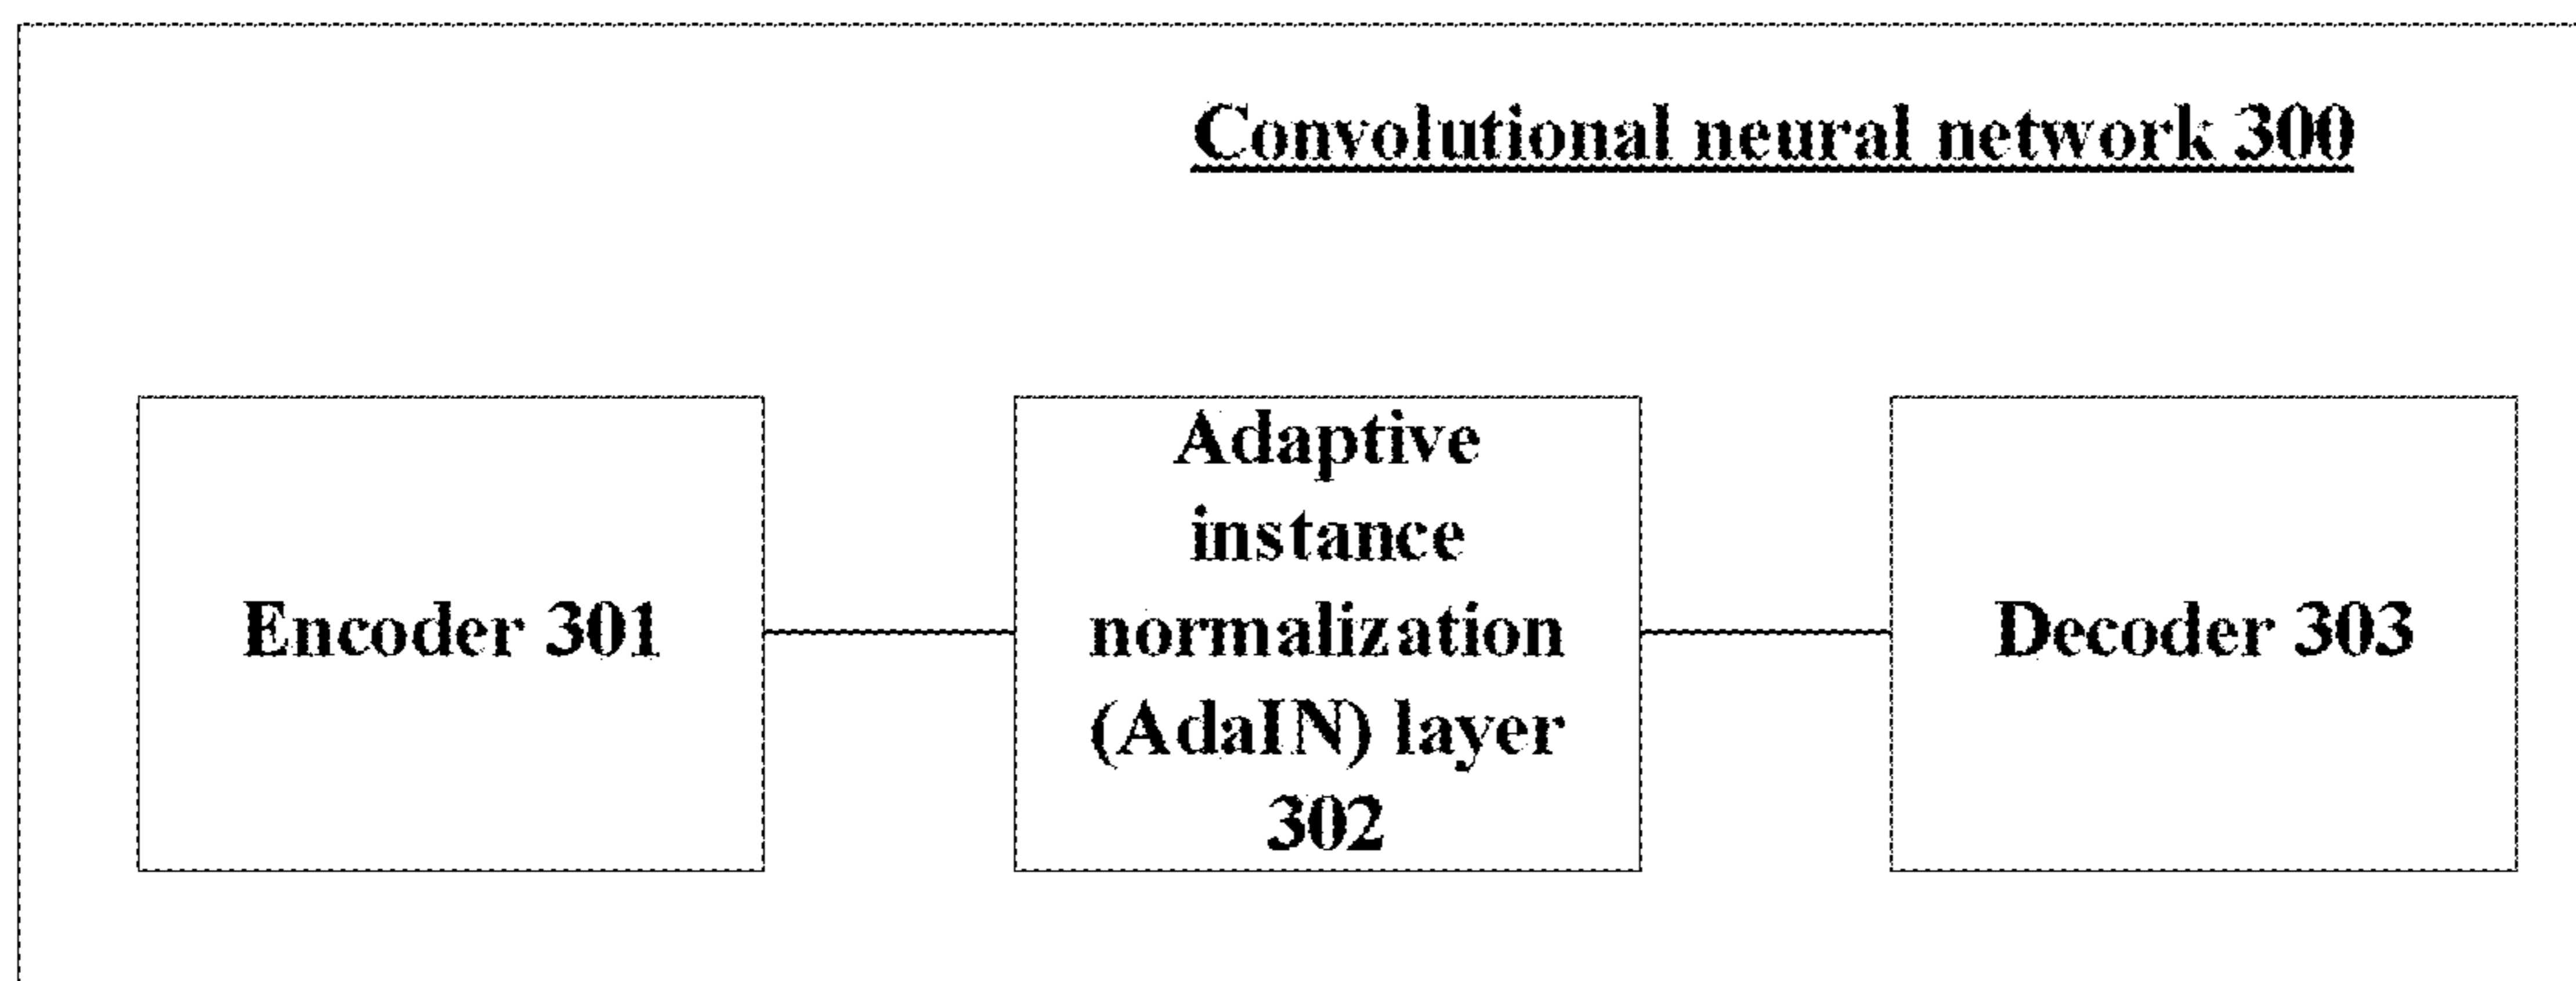 Convolutional neural network 300
Encoder 301
Adaptive
instance
normalization
(AdaIN) layer
302
Decoder 303